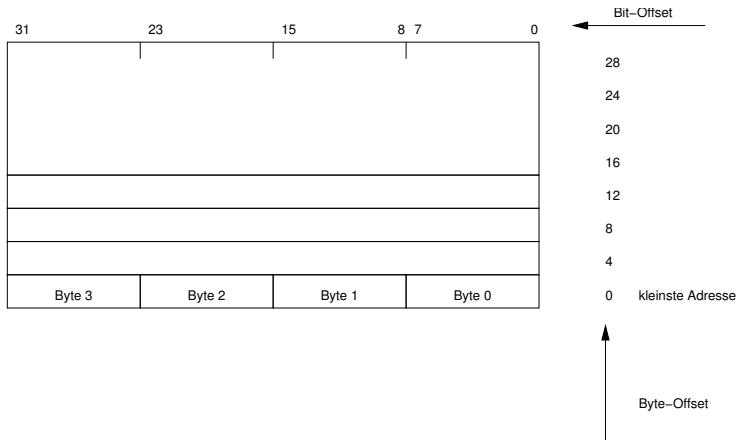 Bit−Offset
31 23 15 8 7 0
28
24
20
16
12
8
4
Byte 3 Byte 2 Byte 1 Byte 0 0 kleinste Adresse
Byte−Offset